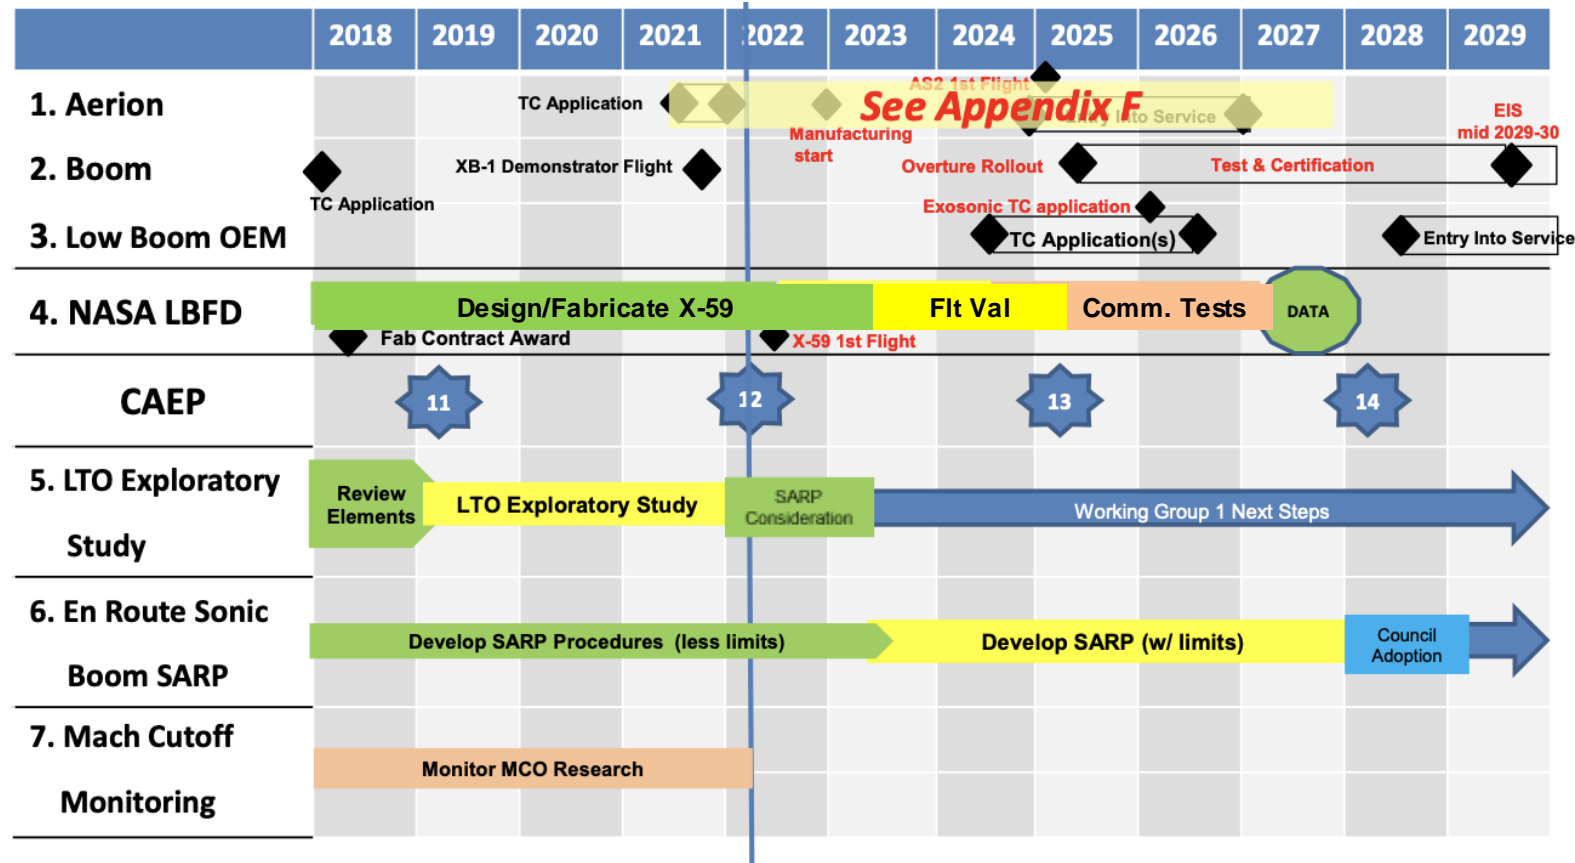 2018 2019 2020 2021 2022 2023 2024 2025 2026 2027 2028 2029
1. Aerion
TC Application
AS2 1st Flight
See Appendix F
Entry Into Service
Manufacturing
start
EIS
mid 2029-30
2. Boom
XB-1 Demonstrator Flight
Overture Rollout
Test & Certification
TC Application
Exosonic TC application
3. Low Boom OEM
TC Application(s)
Entry Into Service
4. NASA LBFD
Design/Fabricate X-59
Flt Val
Comm. Tests
DATA
Fab Contract Award
X-59 1st Flight
CAEP
11
12
13
14
5. LTO Exploratory
Study
Review
Elements
LTO Exploratory Study
SARP
Consideration
Working Group 1 Next Steps
6. En Route Sonic
Boom SARP
Develop SARP Procedures (less limits)
Develop SARP (w/ limits)
Council
Adoption
7. Mach Cutoff
Monitoring
Monitor MCO Research